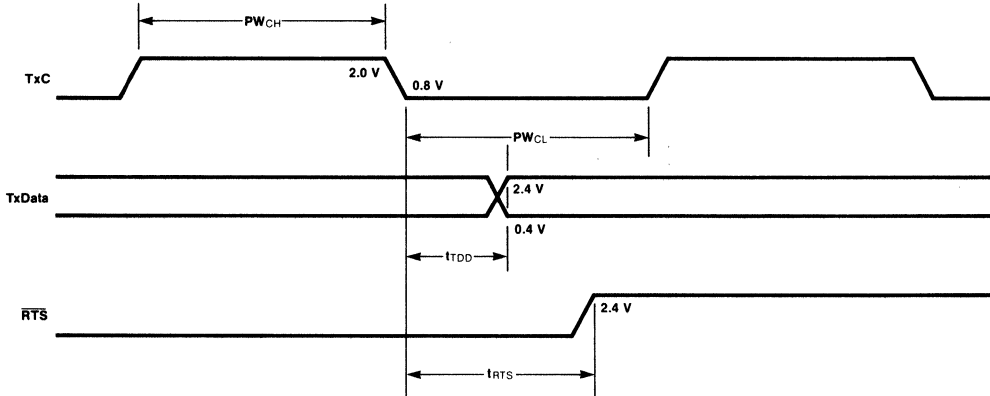 PWCH
TxC
2.0 V
0.8 V
PWCL
TxData
2.4 V
0.4 V
tTDD
RTS
2.4 V
tRTS